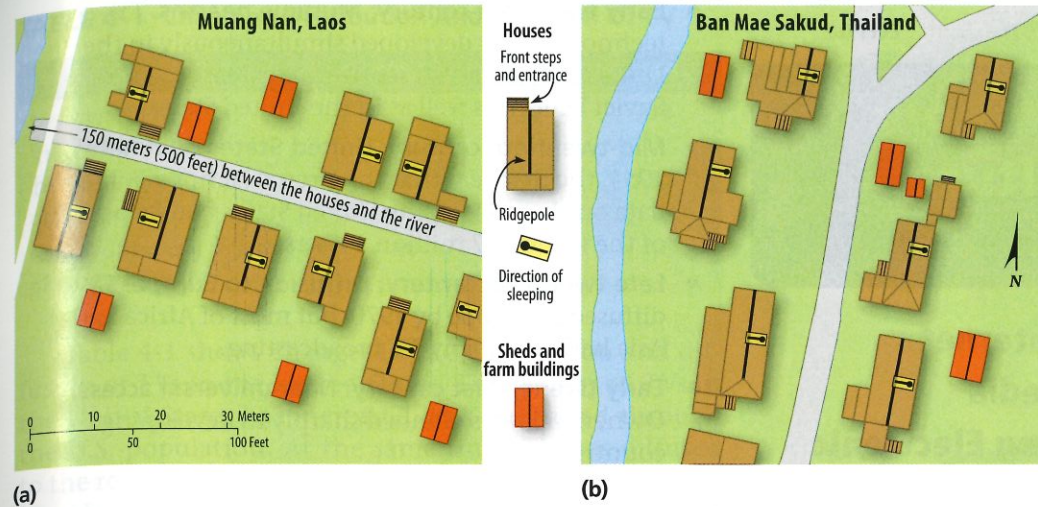 Muang Nan, Laos
150 meters (500 feet) between the houses and the river
0 10 20 30 Meters
0 50 100 Feet
(a)
Houses
Front steps
and entrance
Ridgepole
Direction of
sleeping
Sheds and
farm buildings
Ban Mae Sakud, Thailand
N
(b)